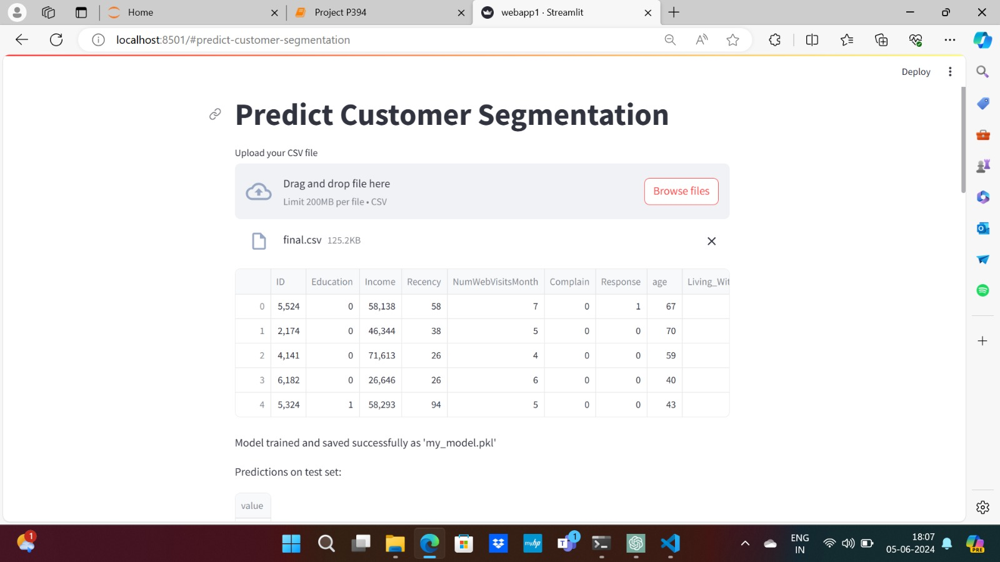 Home
Project P394
webapp1 · Streamlit
localhost:8501/#predict-customer-segmentation
Deploy
Predict Customer Segmentation
Upload your CSV file
Drag and drop file here
Limit 200MB per file • CSV
Browse files
final.csv 125.2KB
ID Education Income Recency NumWebVisitsMonth Complain Response age Living_Wit
0 5,524 0 58,138 58 7 0 1 67
1 2,174 0 46,344 38 5 0 0 70
2 4,141 0 71,613 26 4 0 0 59
3 6,182 0 26,646 26 6 0 0 40
4 5,324 1 58,293 94 5 0 0 43
Model trained and saved successfully as 'my_model.pkl'
Predictions on test set:
value
1
myhp
T 1
ENG
IN
18:07
05-06-2024
PRE